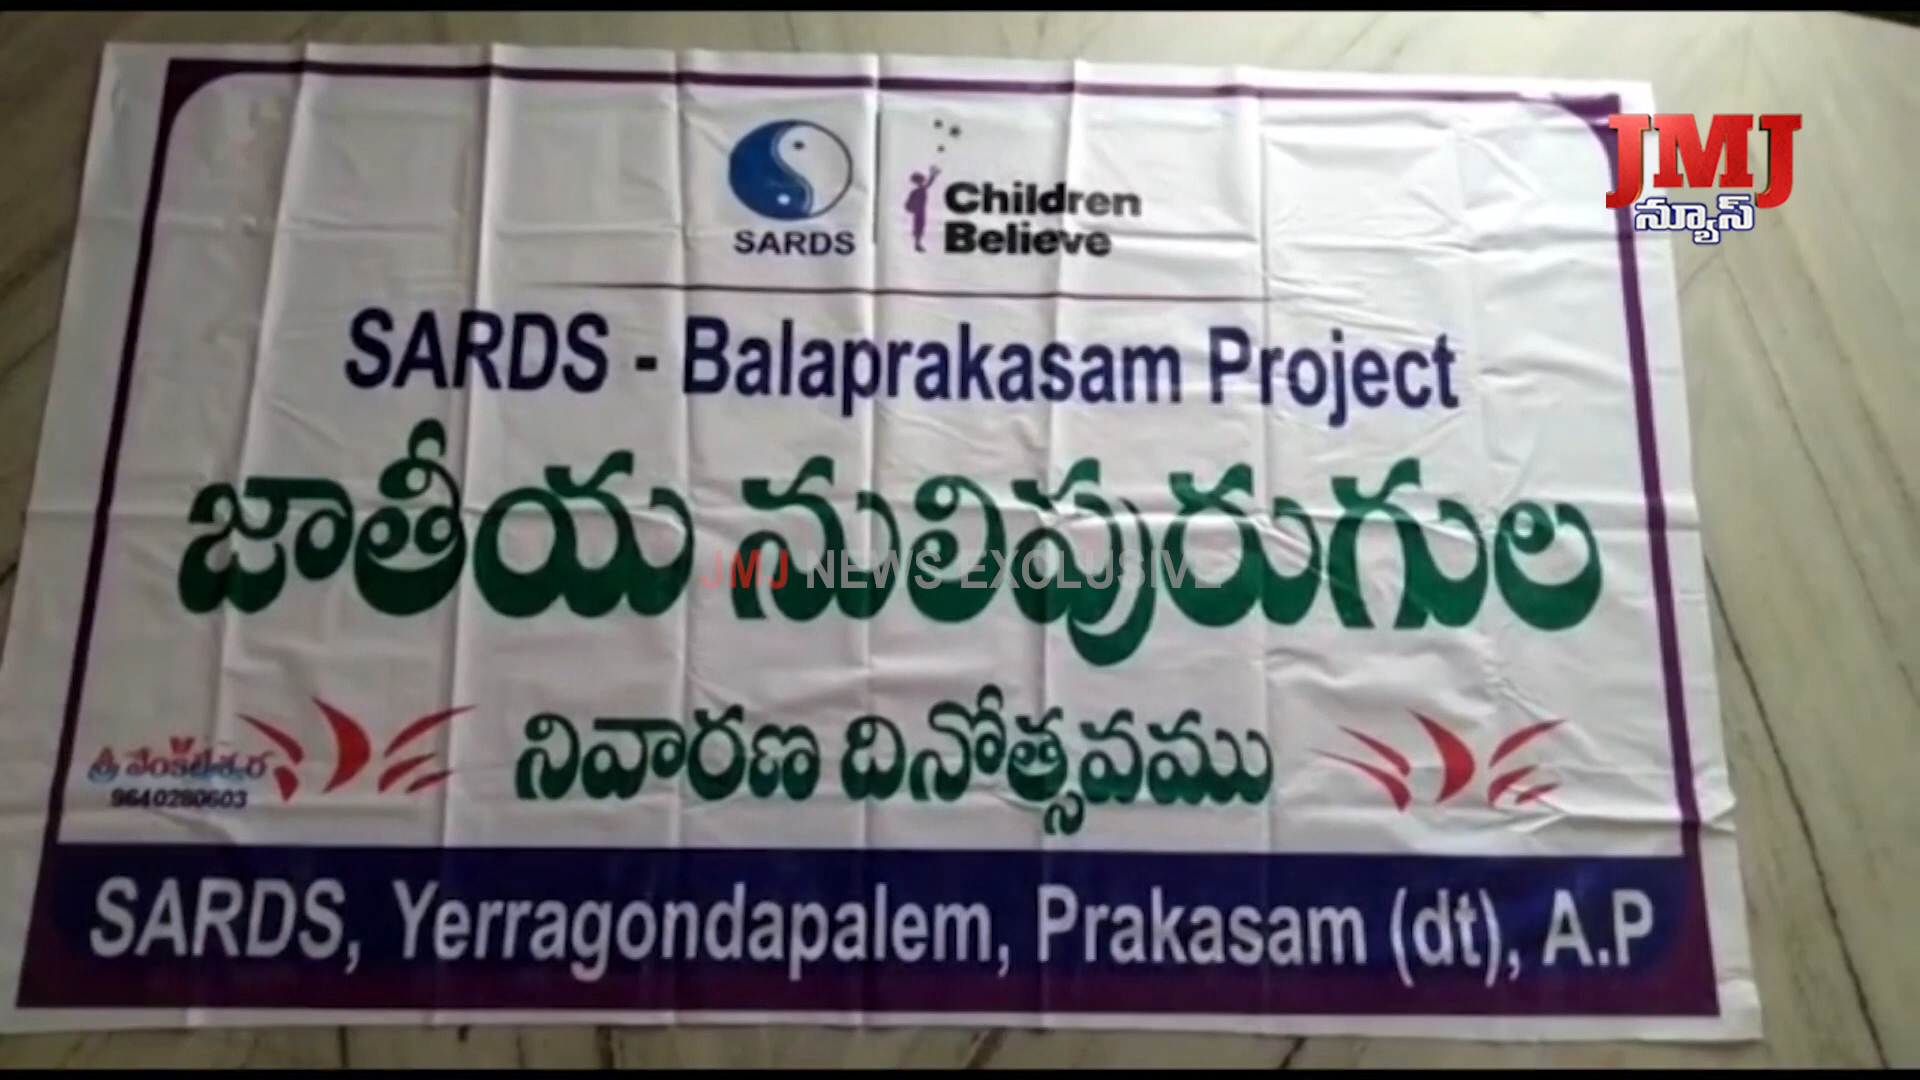 JMJ
న్యూస్
SARDS
Children
Believe
SARDS - Balaprakasam Project
జాతీయ నులిపురుగుల
JMJ NEWS EXCLUSIVE
నివారణ దినోత్సవము
శ్రీ వెంకటేశ్వర
9640280603
SARDS, Yerragondapalem, Prakasam (dt), A.P